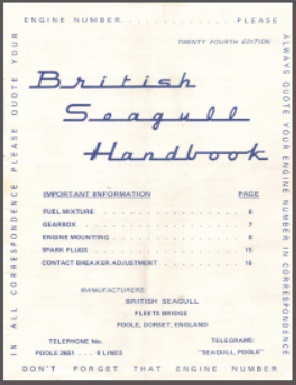 ENGINE NUMBER . . . . . . . . . . . . PLEASE
ALWAYS QUOTE YOUR ENGINE NUMBER IN CORRESPONDENCE
IN ALL CORRESPONDENCE PLEASE QUOTE YOUR
TWENTY FOURTH EDITION
British
Seagull
Handbook
IMPORTANT INFORMATION PAGE
FUEL MIXTURE . . . . . . . . . . . . 6
GEARBOX . . . . . . . . . . . . 7
ENGINE MOUNTING . . . . . . . . . . . . 8
SPARK PLUGS . . . . . . . . . . . . 15
CONTACT BREAKER ADJUSTMENT . . . . . . 16
MANUFACTURERS:
BRITISH SEAGULL
FLEETS BRIDGE
POOLE, DORSET, ENGLAND
TELEPHONE No. TELEGRAMS:
POOLE 2651 . . . 6 LINES "SEAGULL, POOLE"
DON'T FORGET THAT ENGINE NUMBER